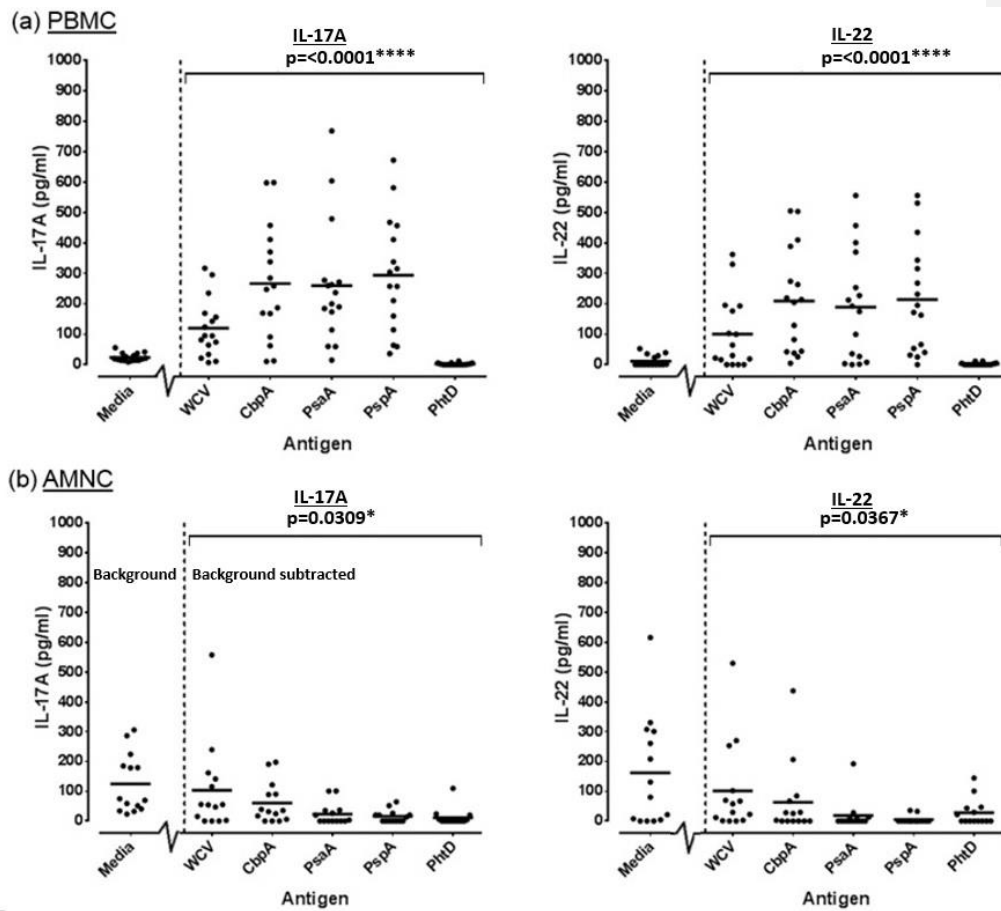 (a) PBMC
IL-17A
p=<0.0001****
1000
900
800
700
600
500
400
300
200
100
0
IL-17A (pg/ml)
Media
WCV
CbpA
PsaA
PspA
PhtD
Antigen
IL-22
p=<0.0001****
1000
900
800
700
600
500
400
300
200
100
0
IL-22 (pg/ml)
Media
WCV
CbpA
PsaA
PspA
PhtD
Antigen
(b) AMNC
IL-17A
p=0.0309*
1000
900
800
700
600
500
400
300
200
100
0
IL-17A (pg/ml)
Background
Background subtracted
Media
WCV
CbpA
PsaA
PspA
PhtD
Antigen
IL-22
p=0.0367*
1000
900
800
700
600
500
400
300
200
100
0
IL-22 (pg/ml)
Media
WCV
CbpA
PsaA
PspA
PhtD
Antigen